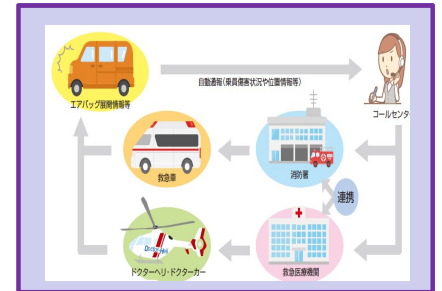 自動通報(乗員傷害状況や位置情報等)
エアバッグ展開情報等
コールセンタ
救急車
消防署
連携
ドクターヘリ・ドクターカー
救急医療機関